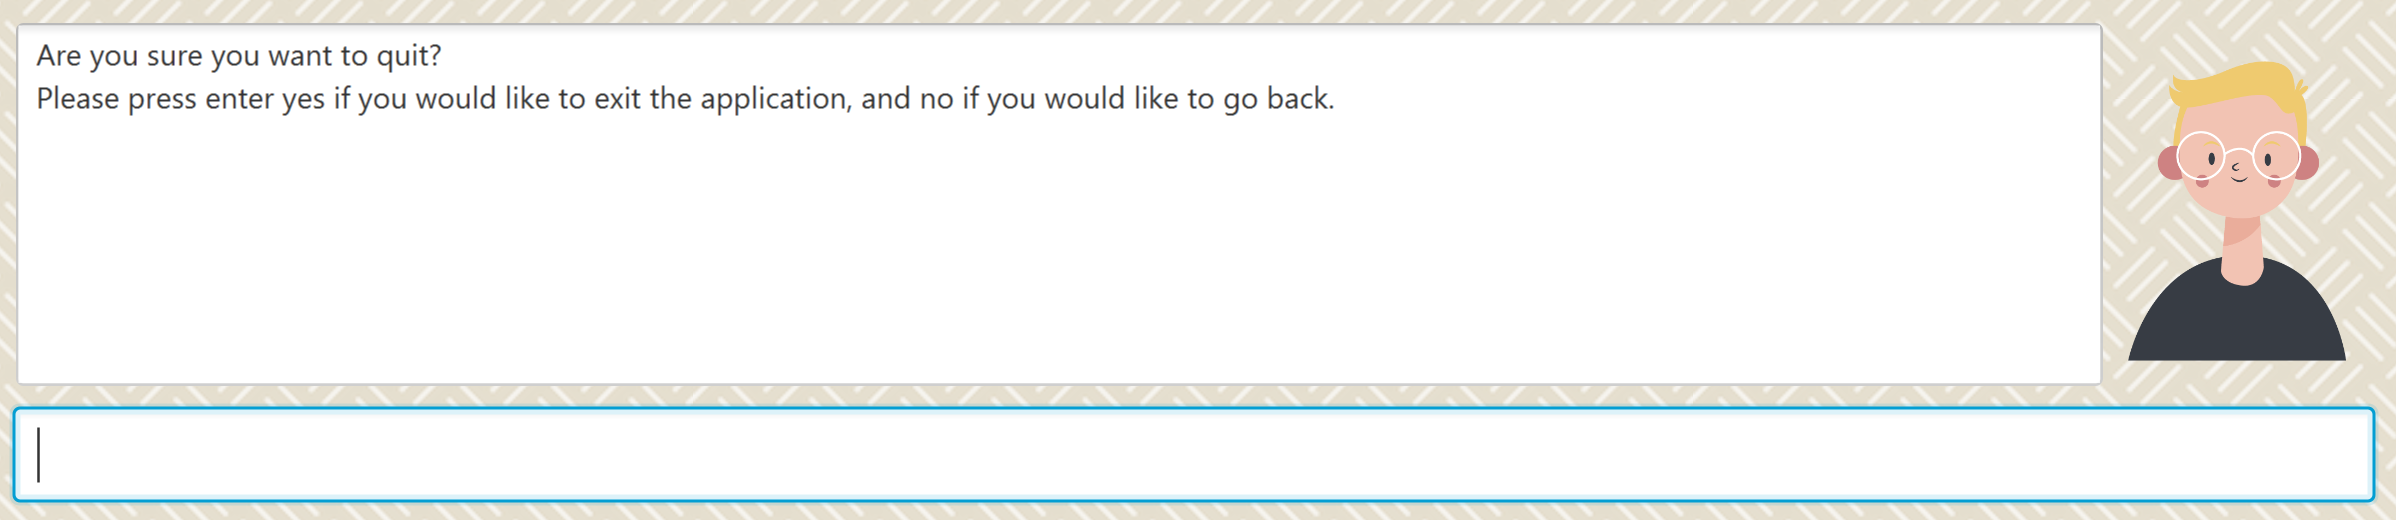 Are you sure you want to quit?
Please press enter yes if you would like to exit the application, and no if you would like to go back.